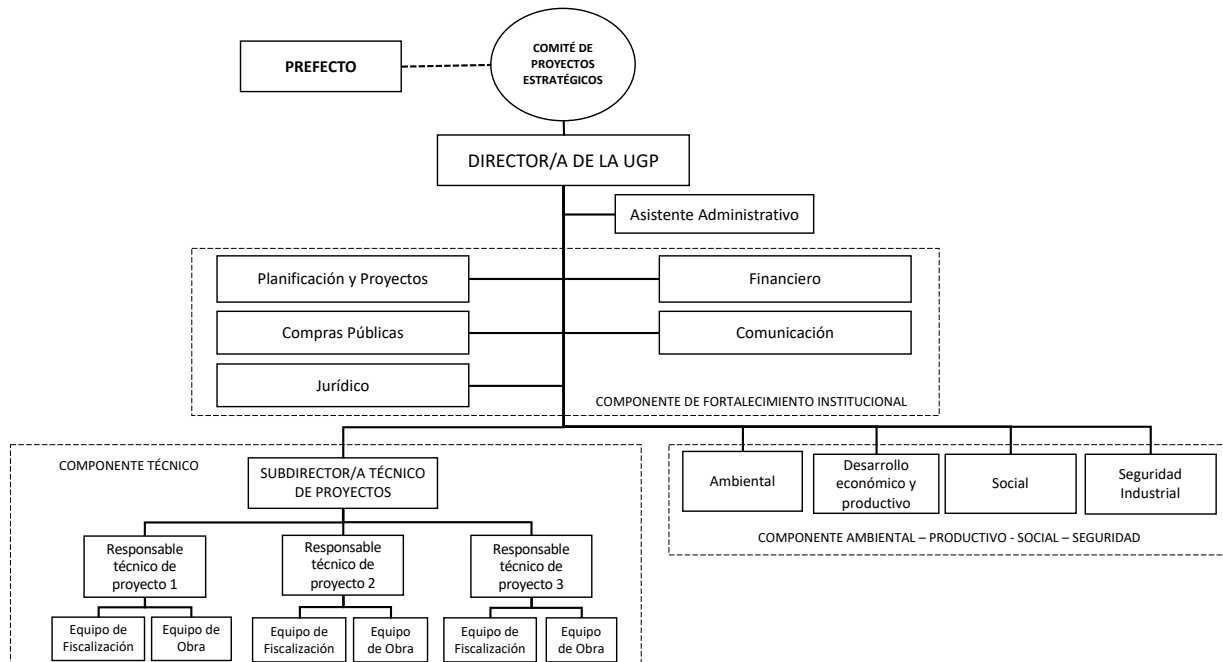 COMITÉ DE
PROYECTOS
ESTRATÉGICOS
PREFECTO
DIRECTOR/A DE LA UGP
Asistente Administrativo
Planificación y Proyectos
Financiero
Compras Públicas
Comunicación
Jurídico
COMPONENTE DE FORTALECIMIENTO INSTITUCIONAL
COMPONENTE TÉCNICO
SUBDIRECTOR/A TÉCNICO
DE PROYECTOS
Ambiental
Desarrollo
económico y
productivo
Social
Seguridad
Industrial
COMPONENTE AMBIENTAL – PRODUCTIVO - SOCIAL – SEGURIDAD
Responsable
técnico de
proyecto 1
Responsable
técnico de
proyecto 2
Responsable
técnico de
proyecto 3
Equipo de
Fiscalización
Equipo de
Obra
Equipo de
Fiscalización
Equipo
de Obra
Equipo de
Fiscalización
Equipo
de Obra